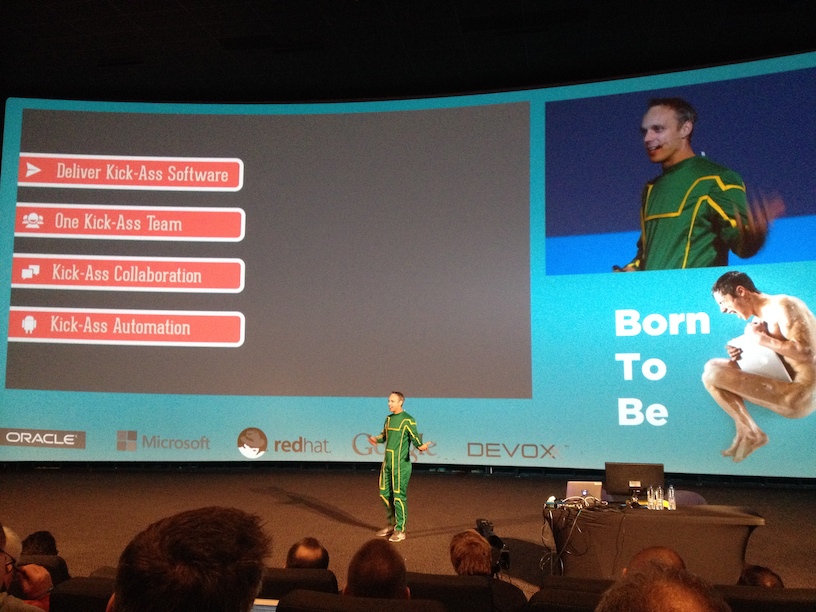 Deliver Kick-Ass Software
One Kick-Ass Team
Kick-Ass Collaboration
Kick-Ass Automation
Born
To
Be
ORACLE
Microsoft
redhat.
Google
DEVOXX